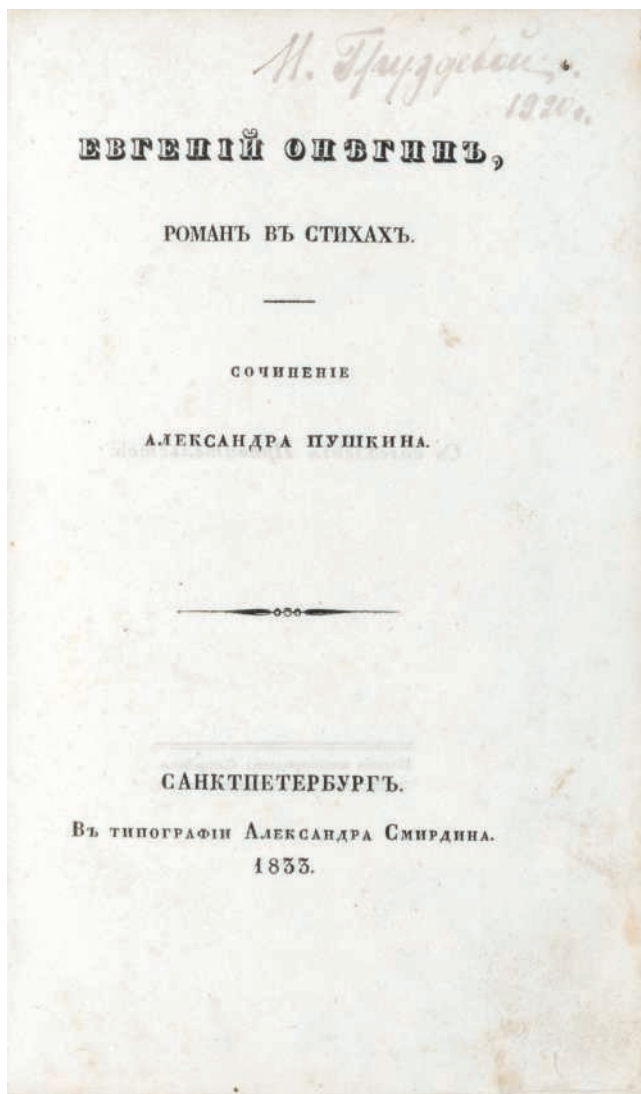 И. Груздевой.
1920 г.
ЕВГЕНІЙ ОНѢГИНЪ,
РОМАНЪ ВЪ СТИХАХЪ.
СОЧИНЕНІЕ
АЛЕКСАНДРА ПУШКИНА.
САНКТПЕТЕРБУРГЪ.
Въ типографіи Александра Смирдина.
1833.